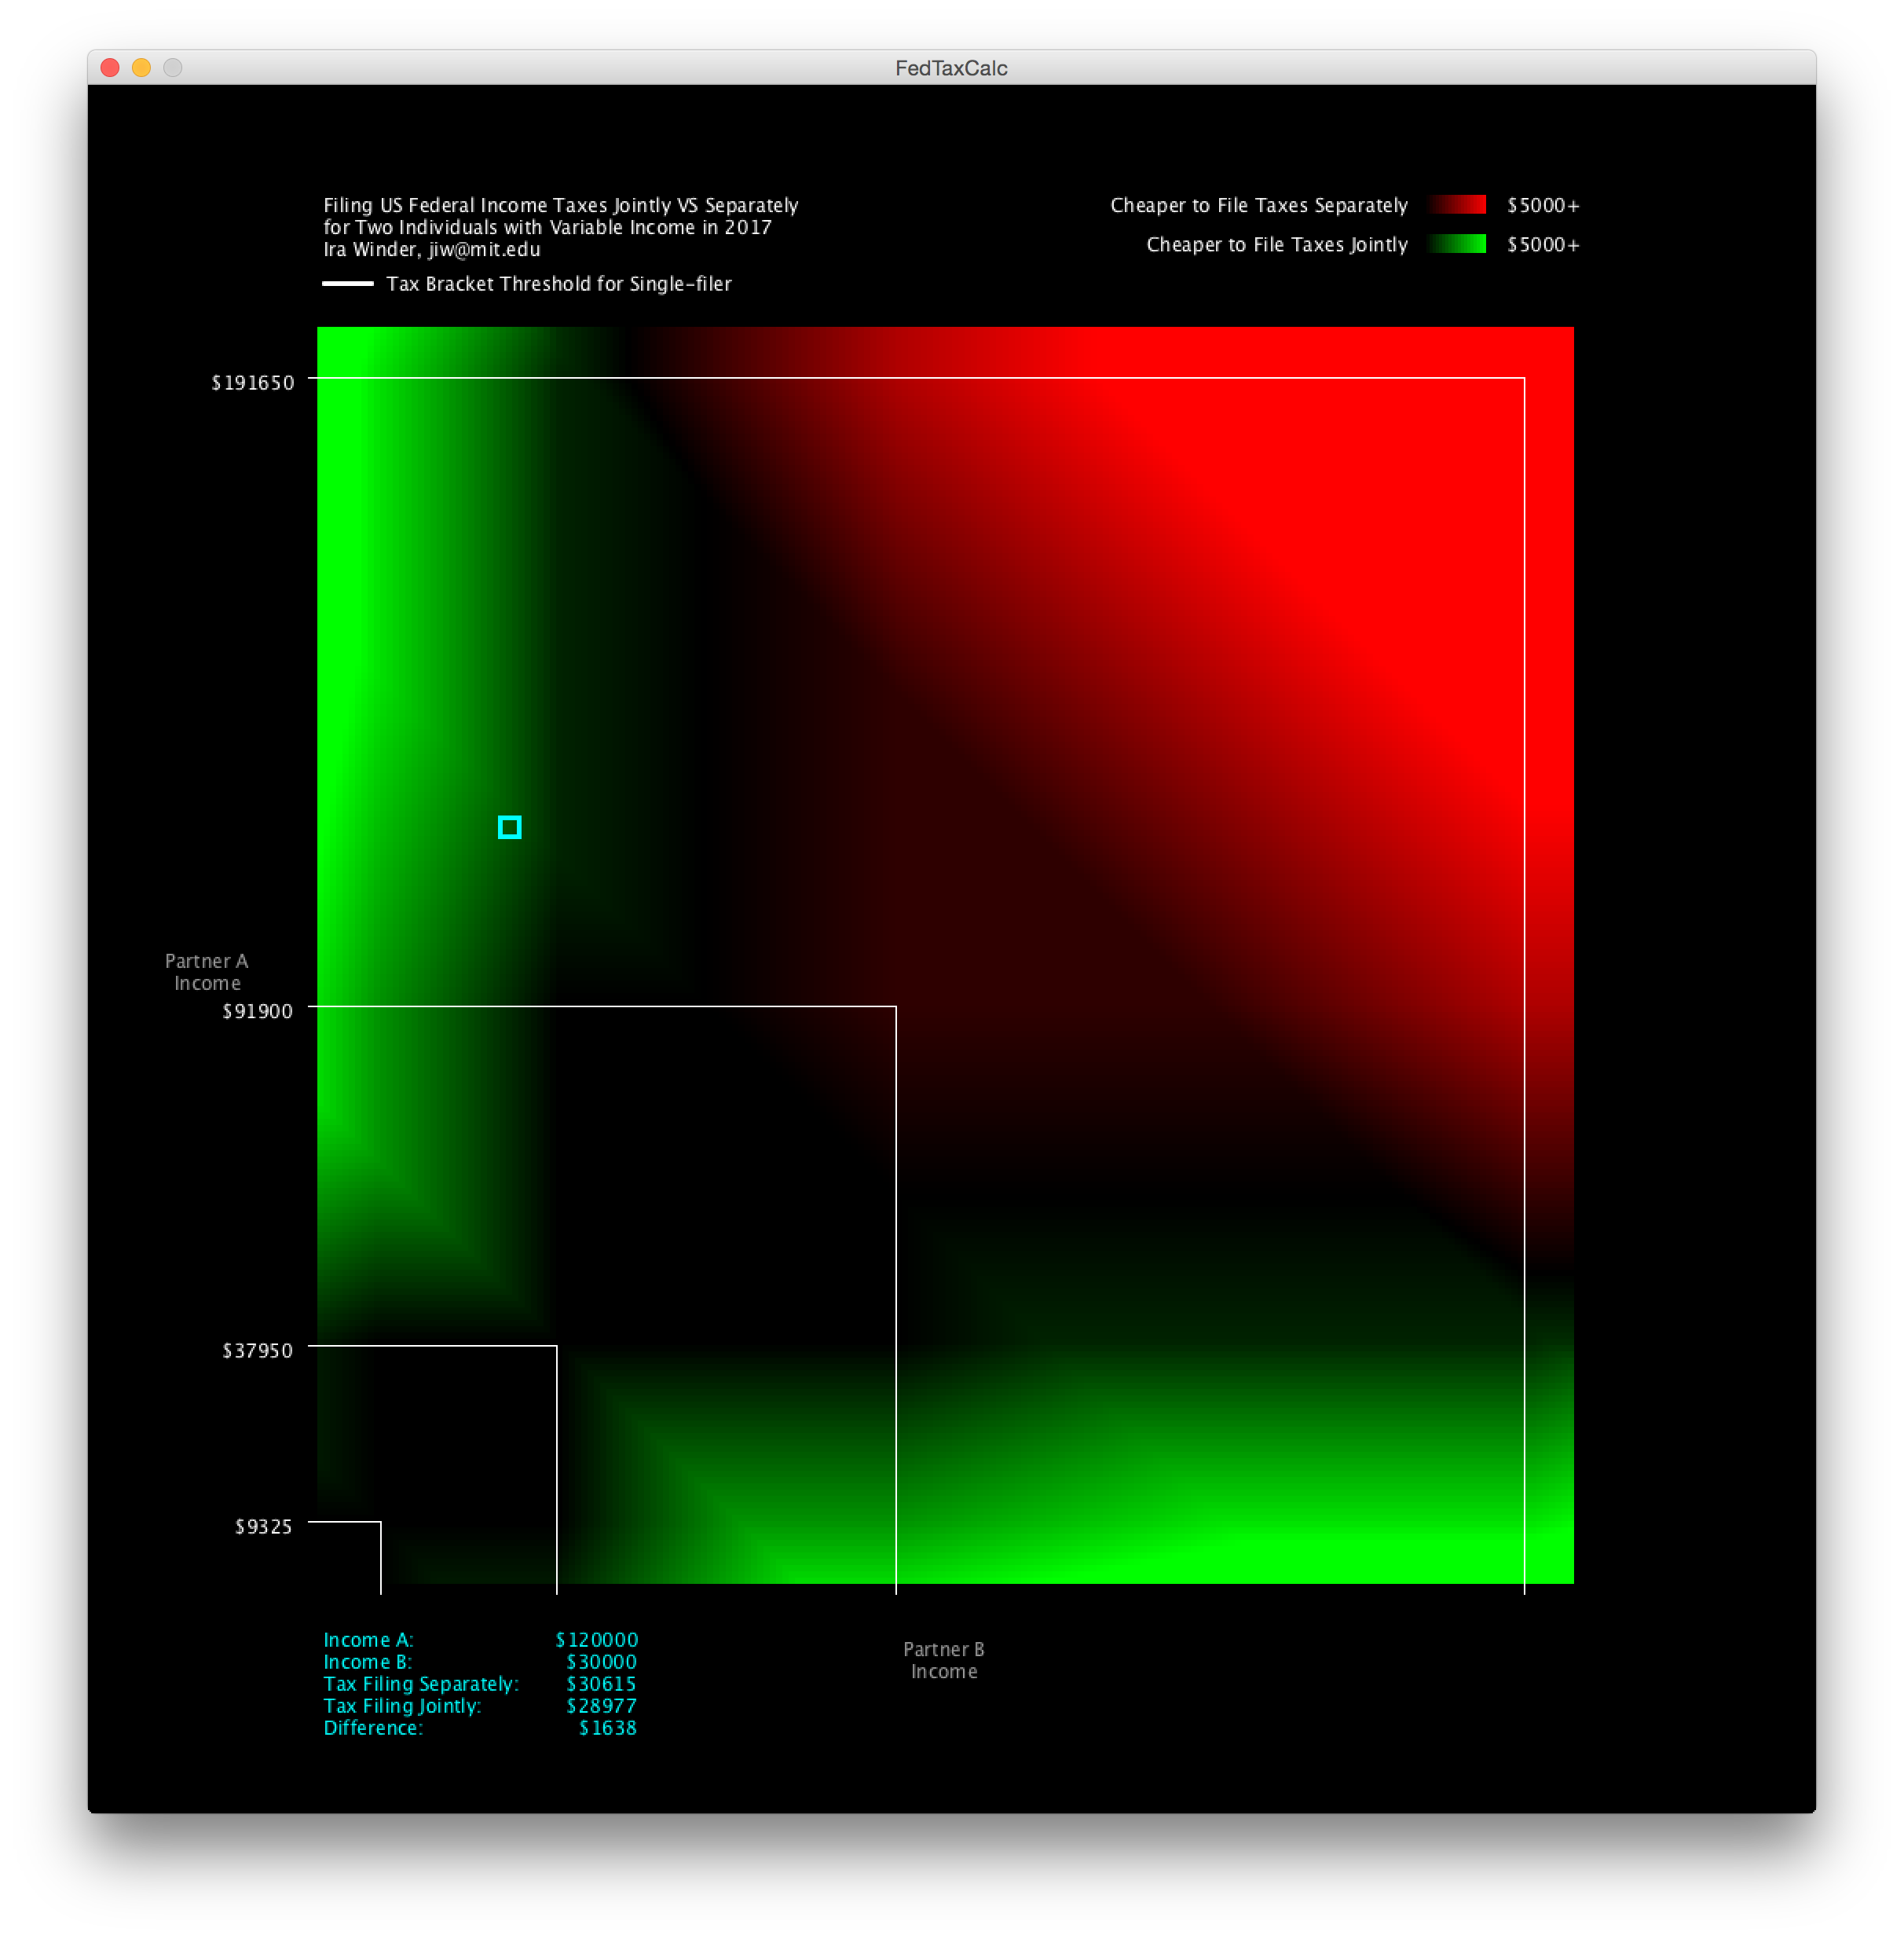 FedTaxCalc
Filing US Federal Income Taxes Jointly VS Separately
for Two Individuals with Variable Income in 2017
Ira Winder, jiw@mit.edu
Tax Bracket Threshold for Single-filer
Cheaper to File Taxes Separately $5000+
Cheaper to File Taxes Jointly $5000+
$191650
Partner A
Income
$91900
$37950
$9325
Income A: $120000
Income B: $30000
Tax Filing Separately: $30615
Tax Filing Jointly: $28977
Difference: $1638
Partner B
Income